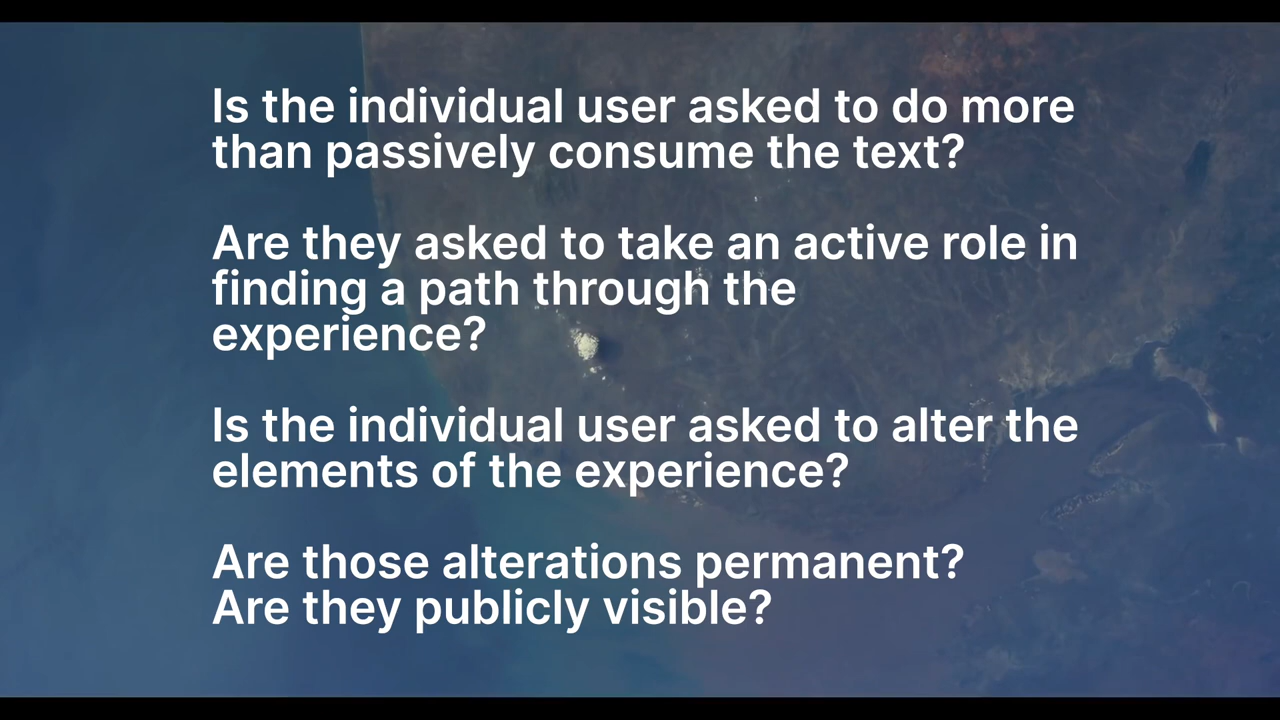 Is the individual user asked to do more
than passively consume the text?
Are they asked to take an active role in
finding a path through the
experience?
Is the individual user asked to alter the
elements of the experience?
Are those alterations permanent?
Are they publicly visible?